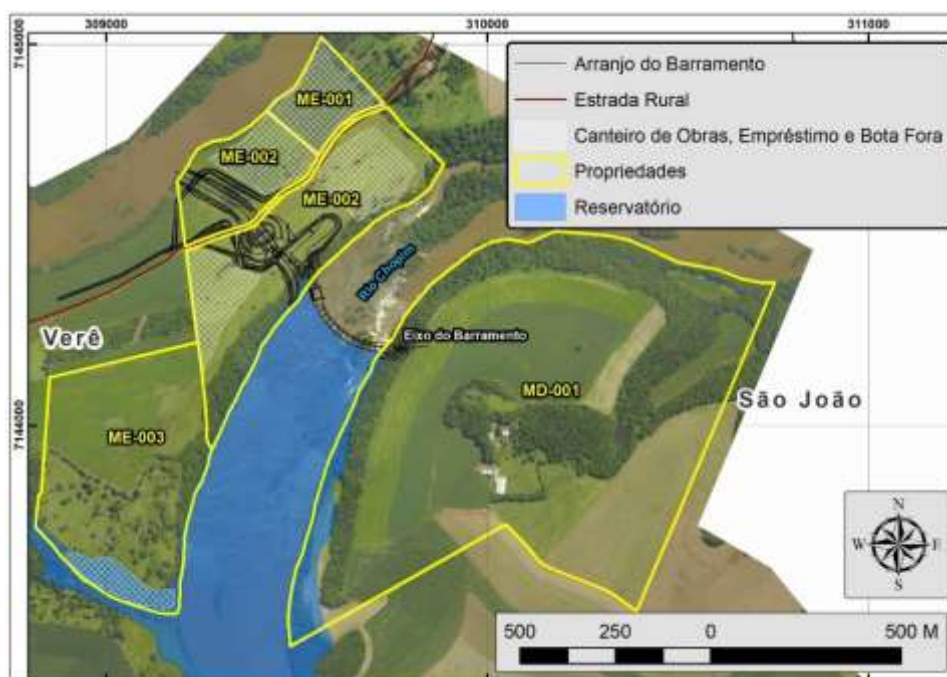 309000
310000
311000
7145000
7144000
Arranjo do Barramento
Estrada Rural
Canteiro de Obras, Empréstimo e Bota Fora
Propriedades
Reservatório
ME-001
ME-002
ME-002
Rio Chopim
Eixo do Barramento
Verê
MD-001
São João
ME-003
N
W E
S
500 250 0 500 M